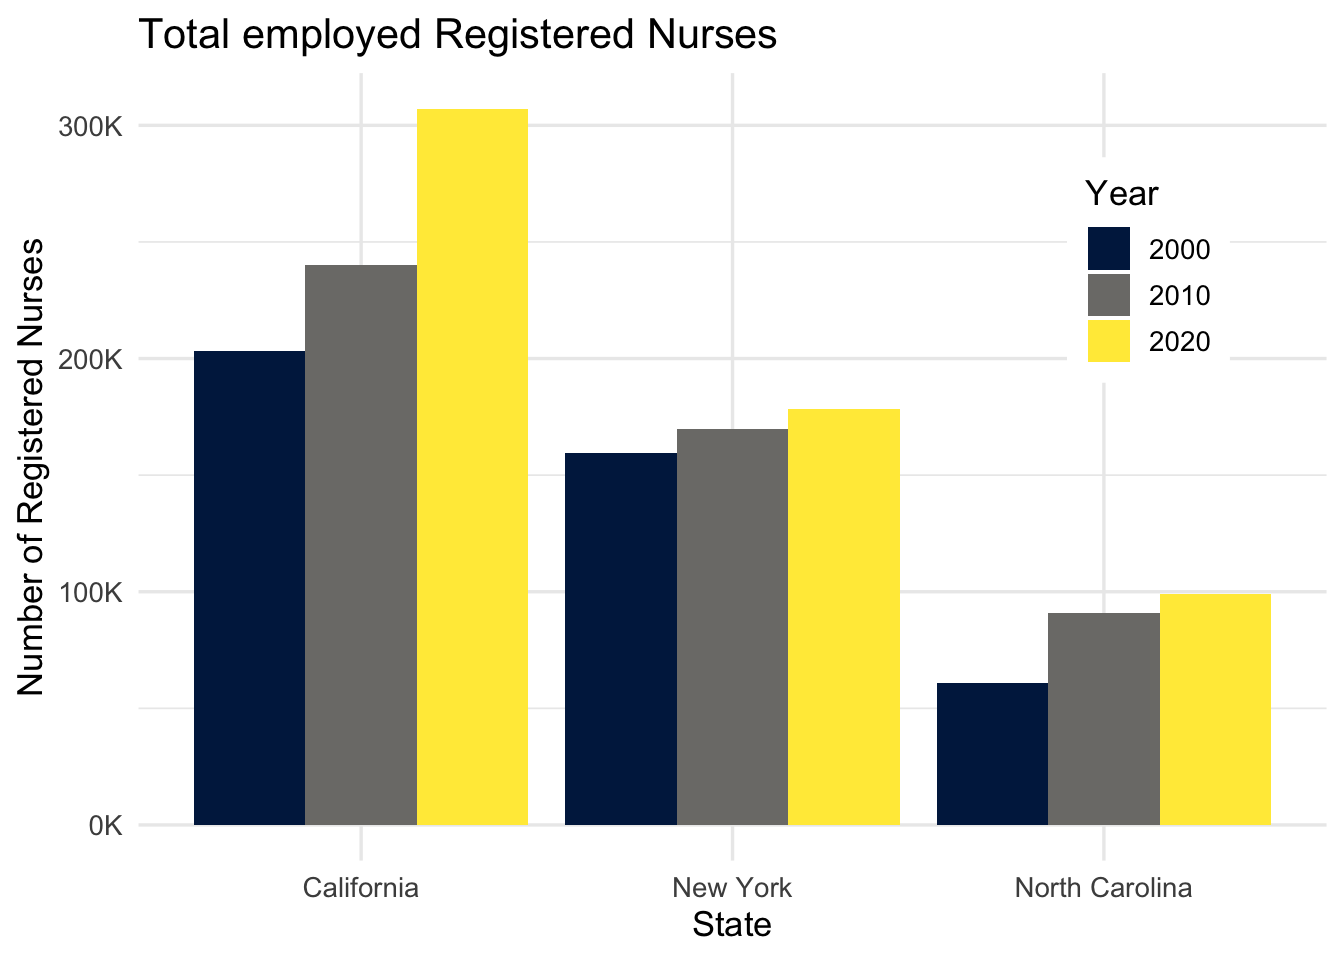 Total employed Registered Nurses
Number of Registered Nurses
300K
200K
100K
0K
Year
2000
2010
2020
California
New York
North Carolina
State